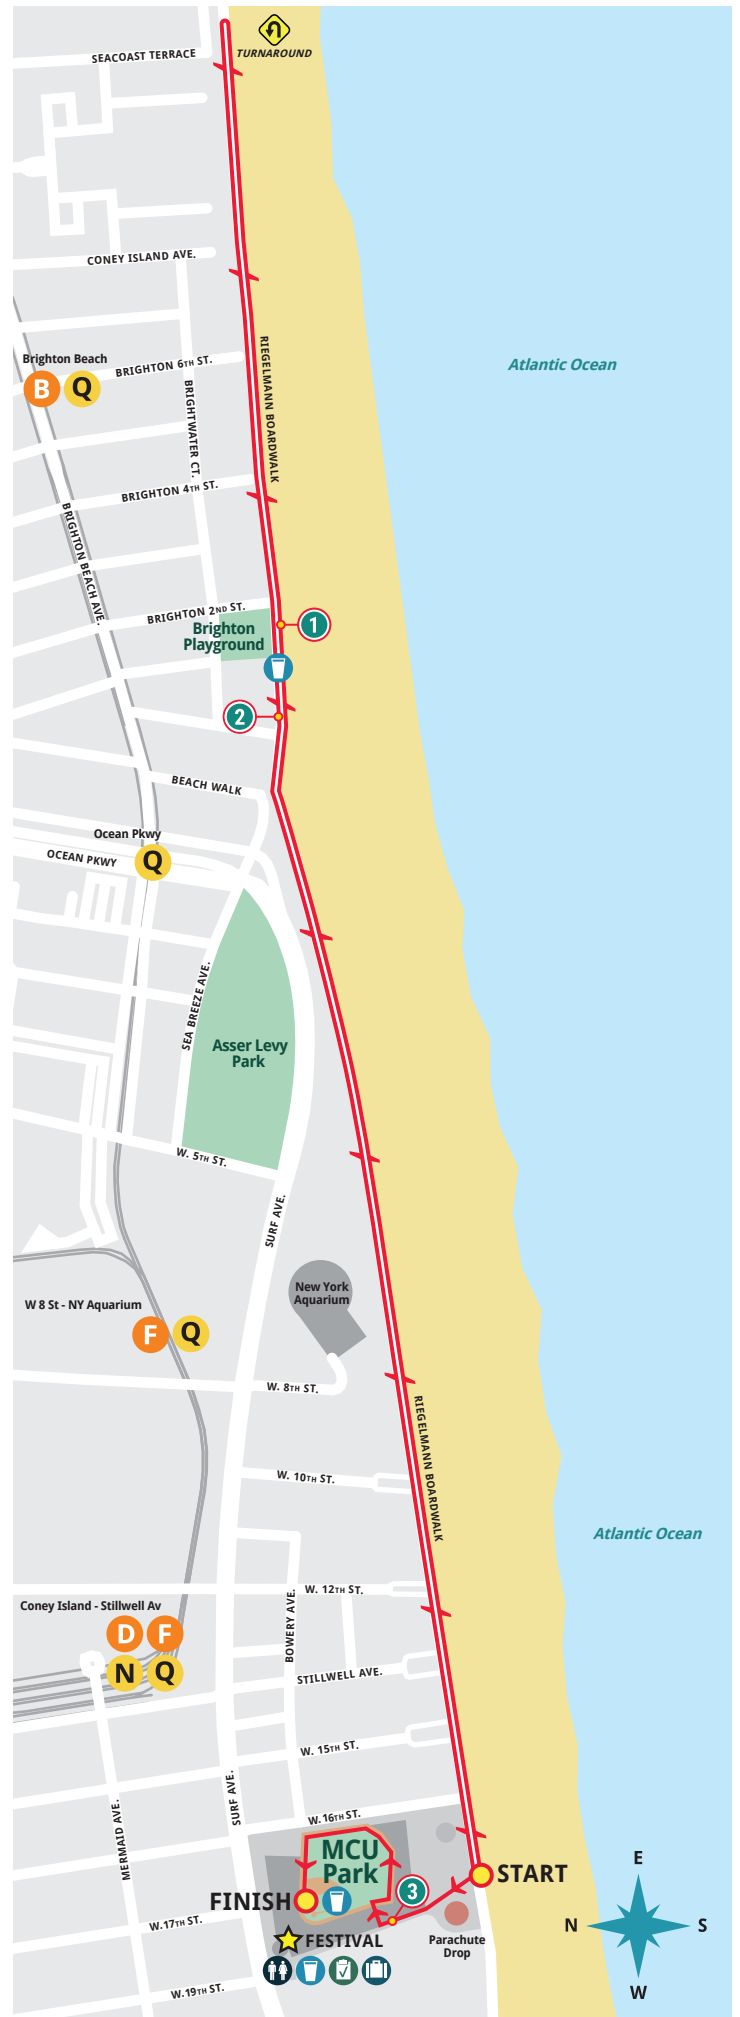 TURNAROUND
SEACOAST TERRACE
CONEY ISLAND AVE.
Brighton Beach
B
Q
BRIGHTON 6TH ST.
RIEGELMANN BOARDWALK
Atlantic Ocean
BRIGHTWATER CT.
BRIGHTON 4TH ST.
BRIGHTON BEACH AVE.
BRIGHTON 2ND ST.
Brighton
Playground
1
2
BEACH WALK
Ocean Pkwy
OCEAN PKWY
Q
SEA BREEZE AVE.
Asser Levy
Park
W. 5TH ST.
SURF AVE.
New York
Aquarium
W 8 St - NY Aquarium
F
Q
W. 8TH ST.
RIEGELMANN BOARDWALK
W. 10TH ST.
Atlantic Ocean
W. 12TH ST.
Coney Island - Stillwell Av
D
F
N
Q
BOWERY AVE.
STILLWELL AVE.
W. 15TH ST.
SURF AVE.
MERMAID AVE.
W. 16TH ST.
MCU
Park
START
3
FINISH
FESTIVAL
Parachute
Drop
W. 17TH ST.
W. 19TH ST.
E
N
S
W